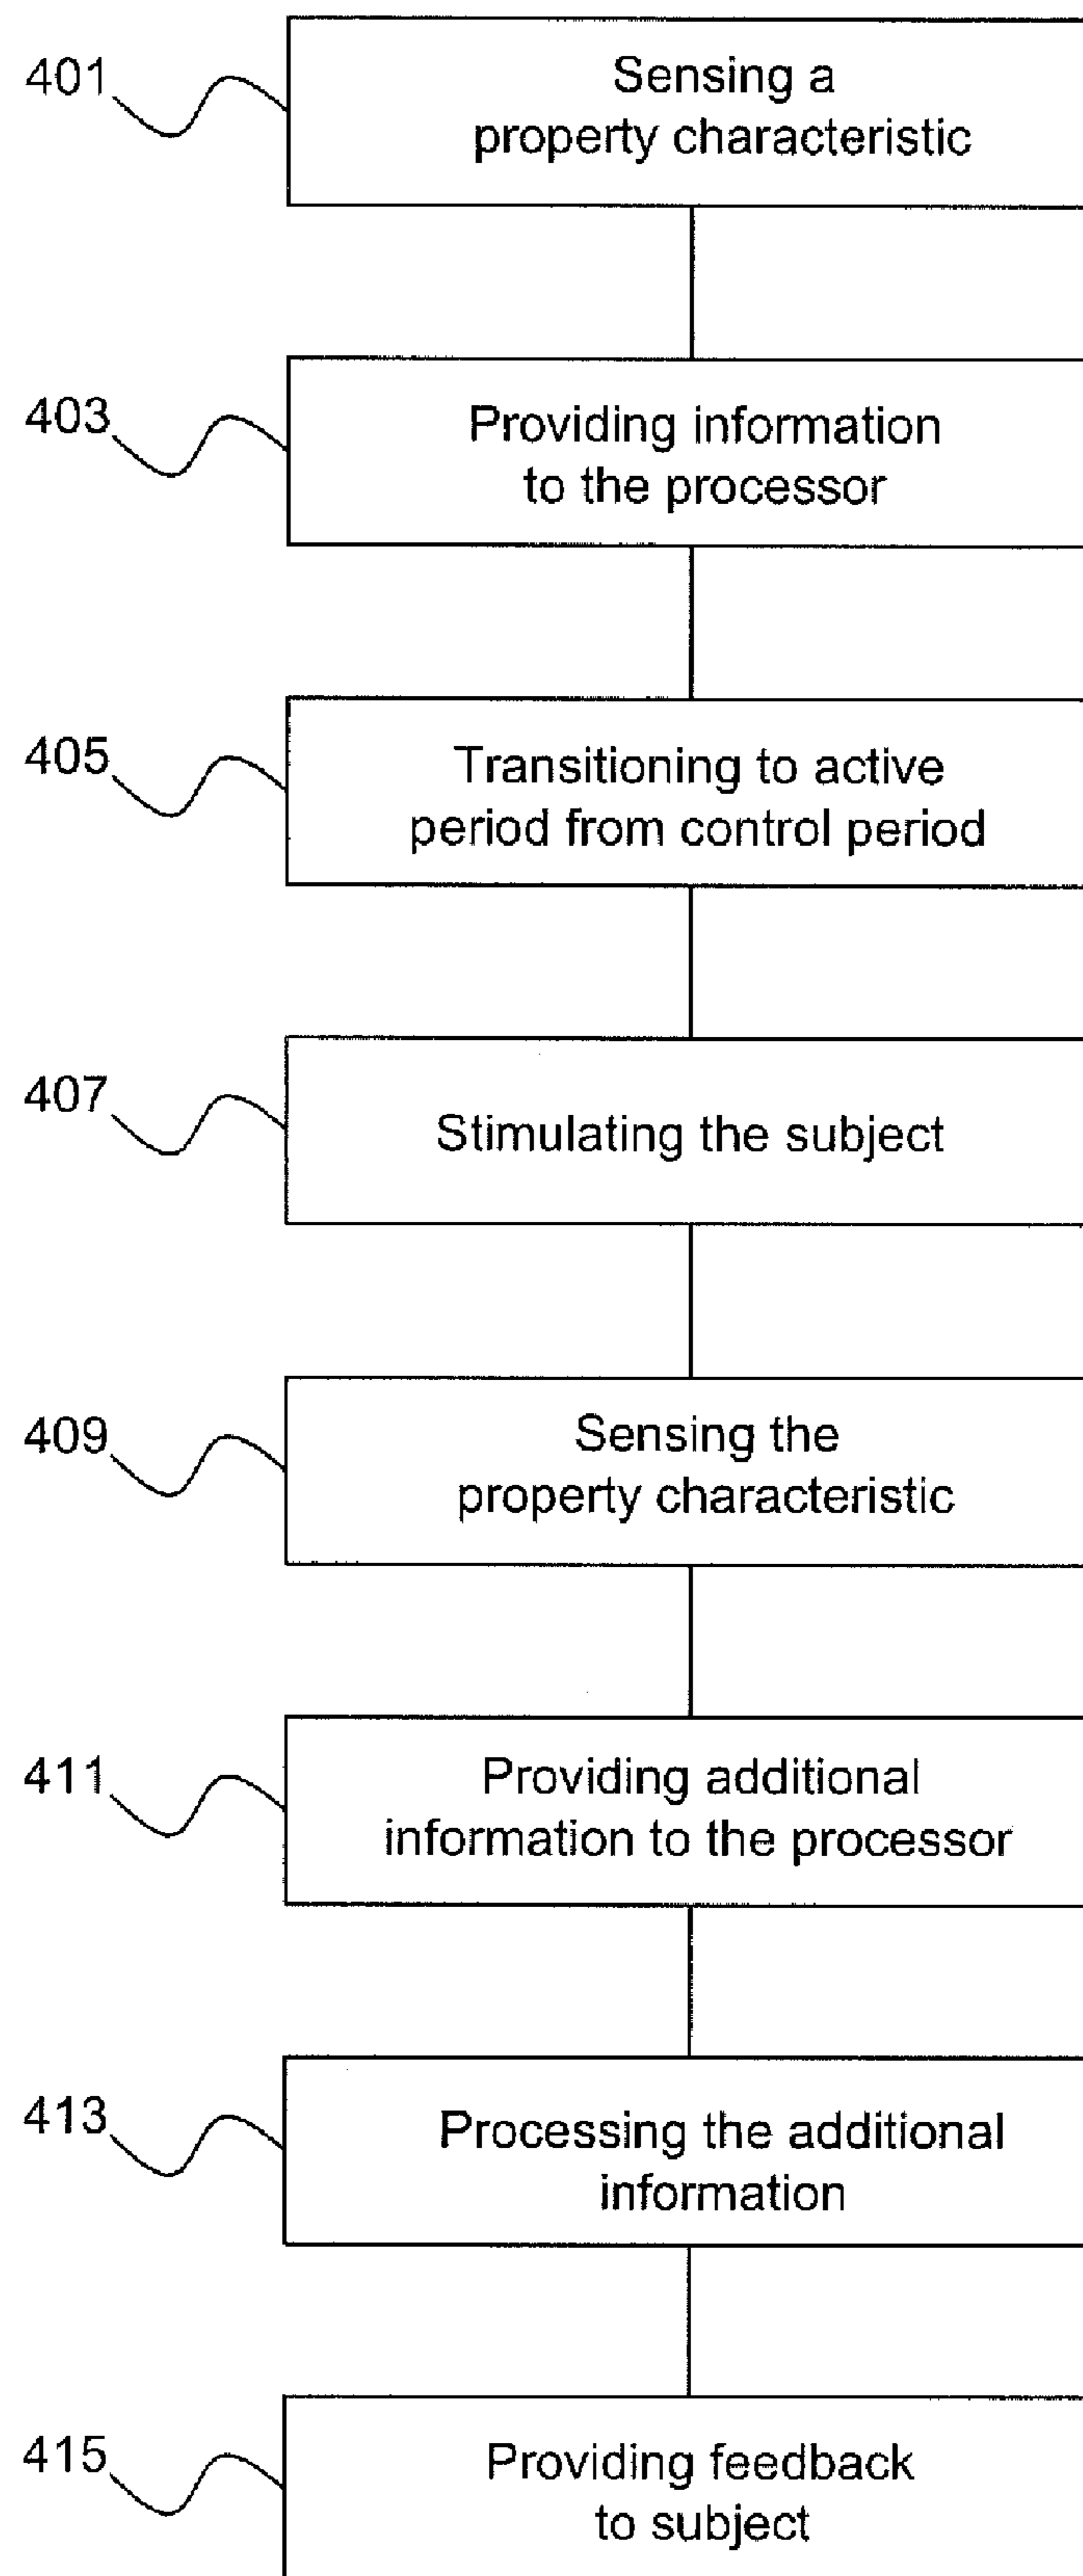 401
Sensing a
property characteristic
403
Providing information
to the processor
405
Transitioning to active
period from control period
407
Stimulating the subject
409
Sensing the
property characteristic
411
Providing additional
information to the processor
413
Processing the additional
information
415
Providing feedback
to subject